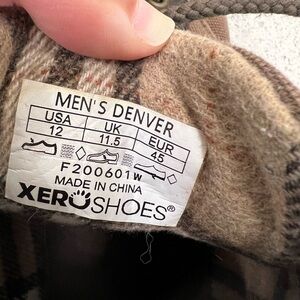 MEN'S DENVER
USA UK EUR
12 11.5 45
F200601W
MADE IN CHINA
XEROSHOES®